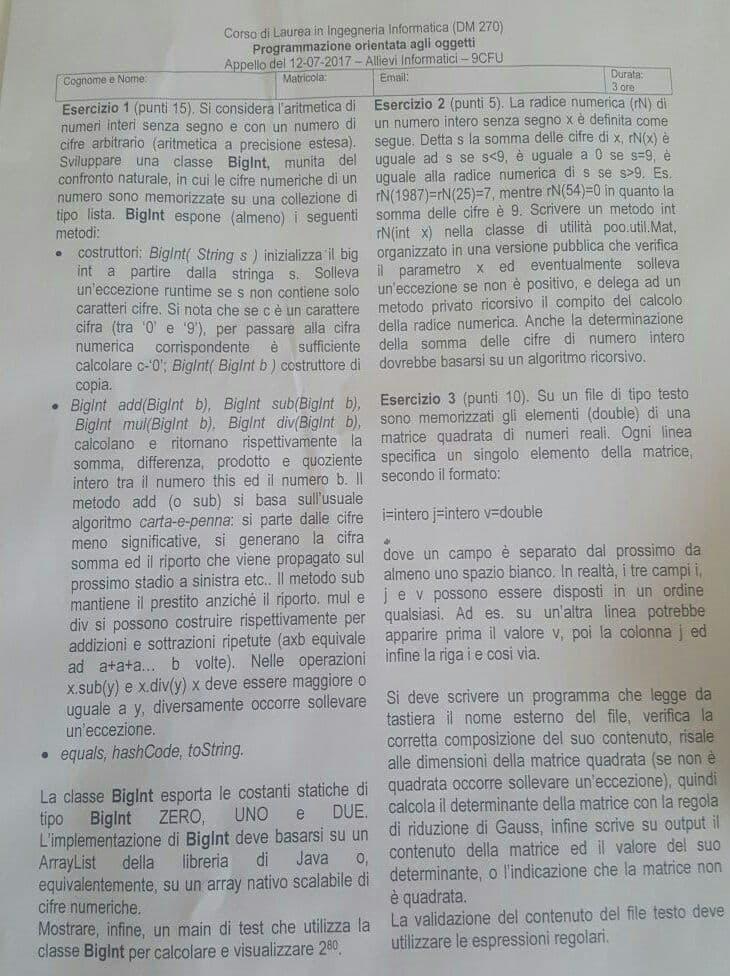 Corso di Laurea in Ingegneria Informatica (DM 270)
Programmazione orientata agli oggetti
Appello del 12-07-2017 – Allievi Informatici – 9CFU
Cognome e Nome: Matricola: Email: Durata:
3 ore
Esercizio 1 (punti 15). Si considera l'aritmetica di
numeri interi senza segno e con un numero di
cifre arbitrario (aritmetica a precisione estesa).
Sviluppare una classe BigInt, munita del
confronto naturale, in cui le cifre numeriche di un
numero sono memorizzate su una collezione di
tipo lista. BigInt espone (almeno) i seguenti
metodi:
• costruttori: BigInt( String s ) inizializza il big
int a partire dalla stringa s. Solleva
un'eccezione runtime se s non contiene solo
caratteri cifre. Si nota che se c è un carattere
cifra (tra '0' e '9'), per passare alla cifra
numerica corrispondente è sufficiente
calcolare c-'0'; BigInt( BigInt b ) costruttore di
copia.
• BigInt add(BigInt b), BigInt sub(BigInt b),
BigInt mul(BigInt b), BigInt div(BigInt b),
calcolano e ritornano rispettivamente la
somma, differenza, prodotto e quoziente
intero tra il numero this ed il numero b. Il
metodo add (o sub) si basa sull'usuale
algoritmo carta-e-penna: si parte dalle cifre
meno significative, si generano la cifra
somma ed il riporto che viene propagato sul
prossimo stadio a sinistra etc.. Il metodo sub
mantiene il prestito anziché il riporto. mul e
div si possono costruire rispettivamente per
addizioni e sottrazioni ripetute (axb equivale
ad a+a+a... b volte). Nelle operazioni
x.sub(y) e x.div(y) x deve essere maggiore o
uguale a y, diversamente occorre sollevare
un'eccezione.
• equals, hashCode, toString.
La classe BigInt esporta le costanti statiche di
tipo BigInt ZERO, UNO e DUE.
L'implementazione di BigInt deve basarsi su un
ArrayList della libreria di Java o,
equivalentemente, su un array nativo scalabile di
cifre numeriche.
Mostrare, infine, un main di test che utilizza la
classe BigInt per calcolare e visualizzare 2⁸⁰.
Esercizio 2 (punti 5). La radice numerica (rN) di
un numero intero senza segno x è definita come
segue. Detta s la somma delle cifre di x, rN(x) è
uguale ad s se s<9, è uguale a 0 se s=9, è
uguale alla radice numerica di s se s>9. Es.
rN(1987)=rN(25)=7, mentre rN(54)=0 in quanto la
somma delle cifre è 9. Scrivere un metodo int
rN(int x) nella classe di utilità poo.util.Mat,
organizzato in una versione pubblica che verifica
il parametro x ed eventualmente solleva
un'eccezione se non è positivo, e delega ad un
metodo privato ricorsivo il compito del calcolo
della radice numerica. Anche la determinazione
della somma delle cifre di numero intero
dovrebbe basarsi su un algoritmo ricorsivo.
Esercizio 3 (punti 10). Su un file di tipo testo
sono memorizzati gli elementi (double) di una
matrice quadrata di numeri reali. Ogni linea
specifica un singolo elemento della matrice,
secondo il formato:
i=intero j=intero v=double
dove un campo è separato dal prossimo da
almeno uno spazio bianco. In realtà, i tre campi i,
j e v possono essere disposti in un ordine
qualsiasi. Ad es. su un'altra linea potrebbe
apparire prima il valore v, poi la colonna j ed
infine la riga i e cosi via.
Si deve scrivere un programma che legge da
tastiera il nome esterno del file, verifica la
corretta composizione del suo contenuto, risale
alle dimensioni della matrice quadrata (se non è
quadrata occorre sollevare un'eccezione), quindi
calcola il determinante della matrice con la regola
di riduzione di Gauss, infine scrive su output il
contenuto della matrice ed il valore del suo
determinante, o l'indicazione che la matrice non
è quadrata.
La validazione del contenuto del file testo deve
utilizzare le espressioni regolari.